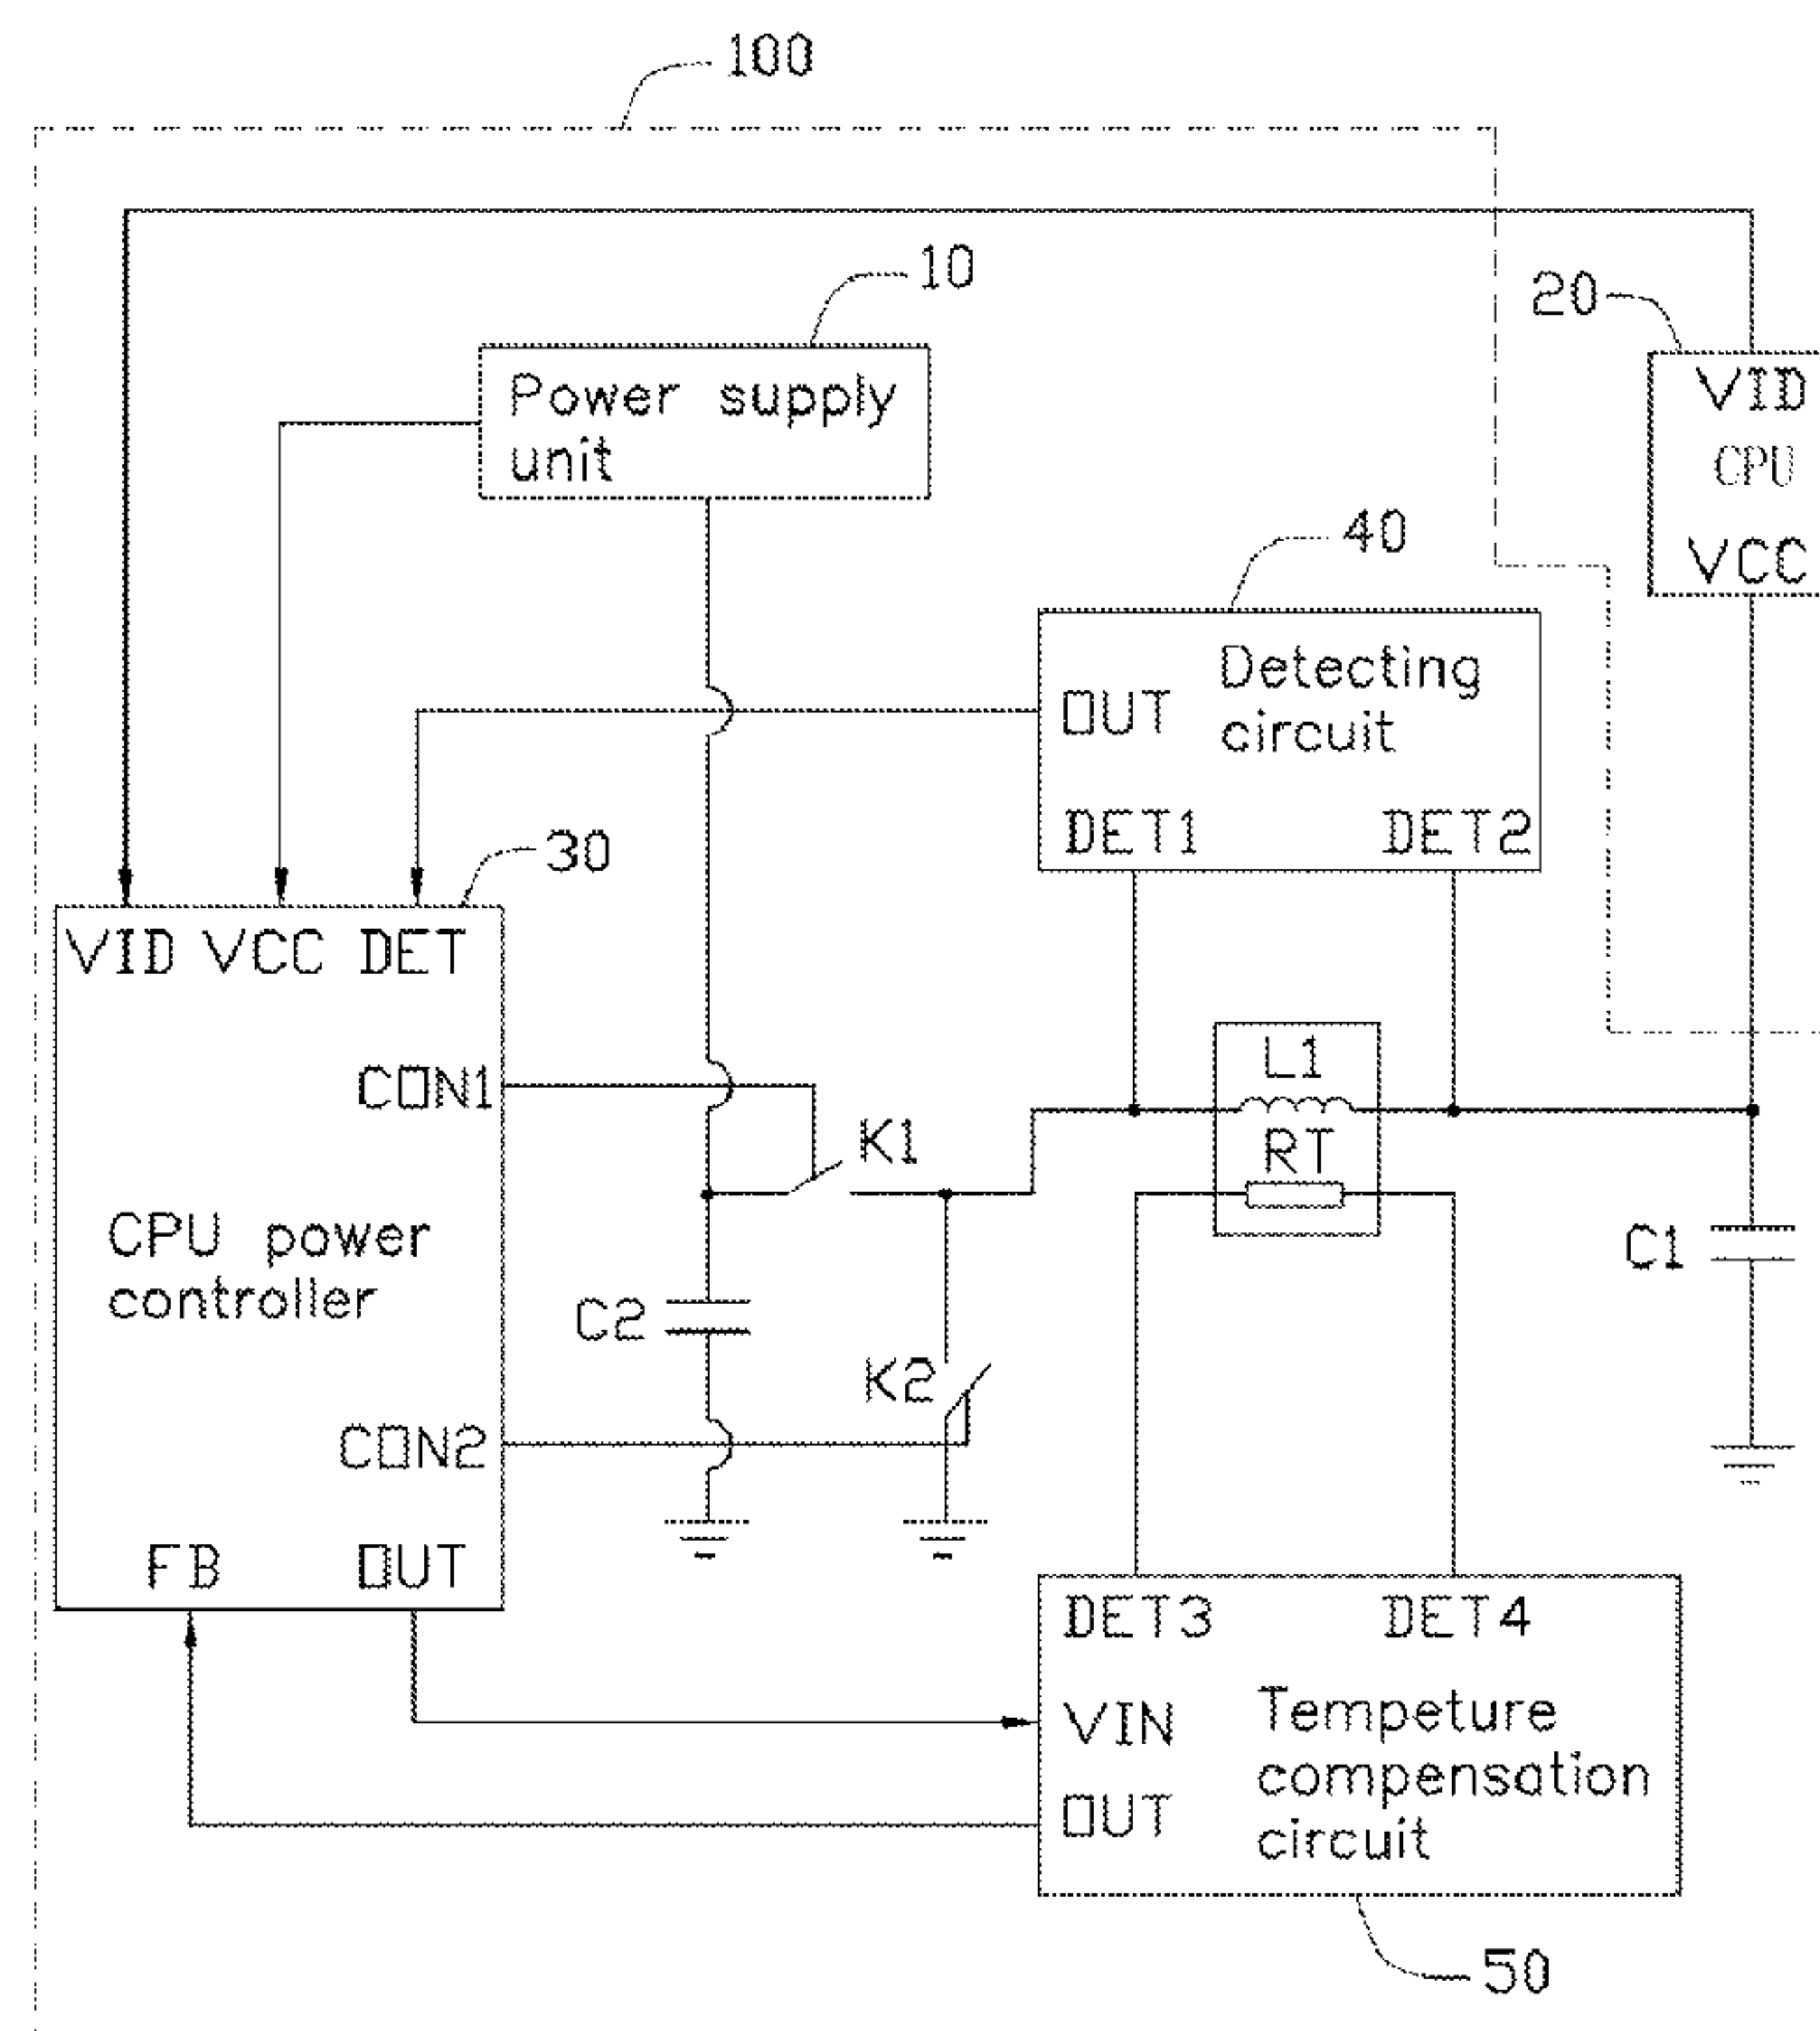 100
10
Power supply
unit
20
VID
CPU
VCC
40
Detecting
circuit
OUT
DET1 DET2
30
VID VCC DET
CON1
CPU power
controller
CON2
FB OUT
K1
K2
C2
L1
RT
C1
DET3 DET4
VIN
OUT
Tempeture
compensation
circuit
50